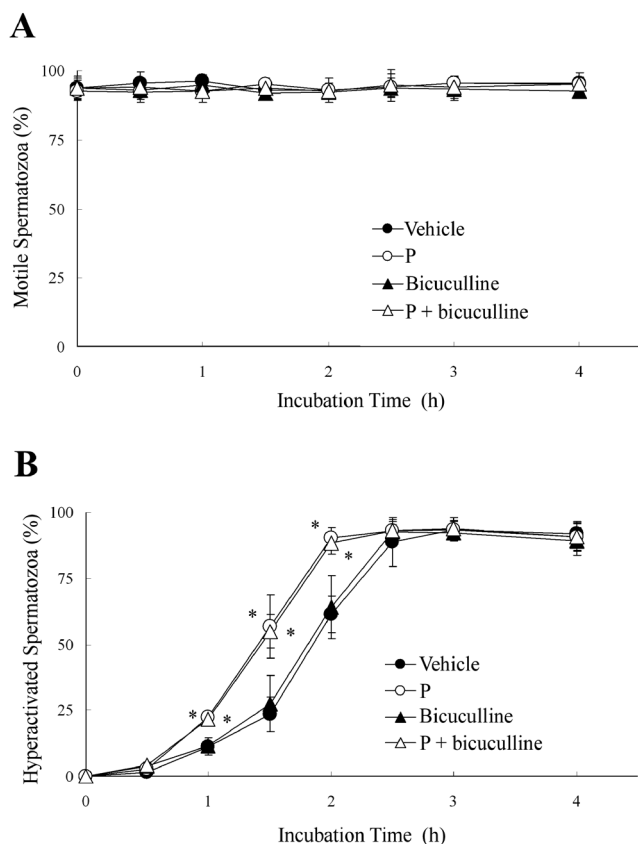 A
Motile Spermatozoa (%)
100
75
50
25
0
Vehicle
P
Bicuculline
P + bicuculline
0 1 2 3 4
Incubation Time (h)
B
Hyperactivated Spermatozoa (%)
100
75
50
25
0
* *
* *
* *
Vehicle
P
Bicuculline
P + bicuculline
0 1 2 3 4
Incubation Time (h)